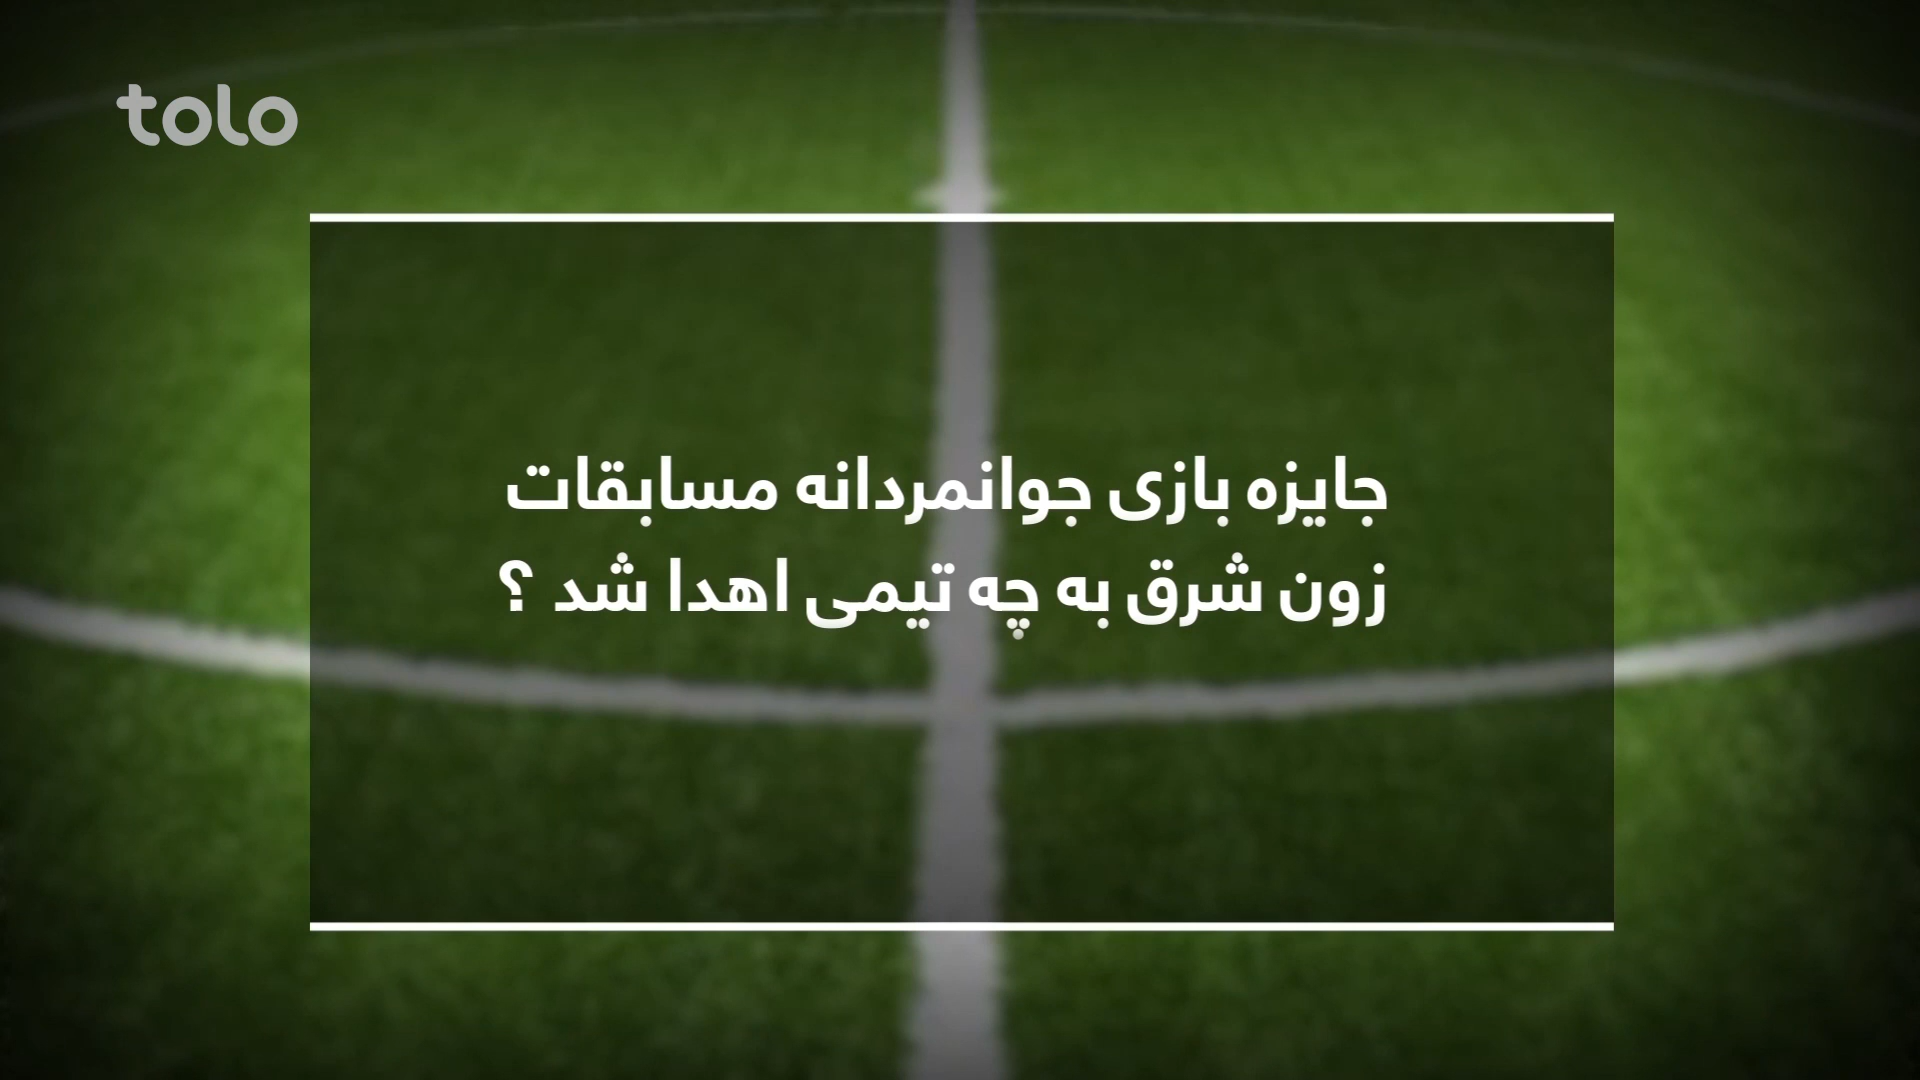 tolo
جایزه بازی جوانمردانه مسابقات
زون شرق به چه تیمی اهدا شد ؟